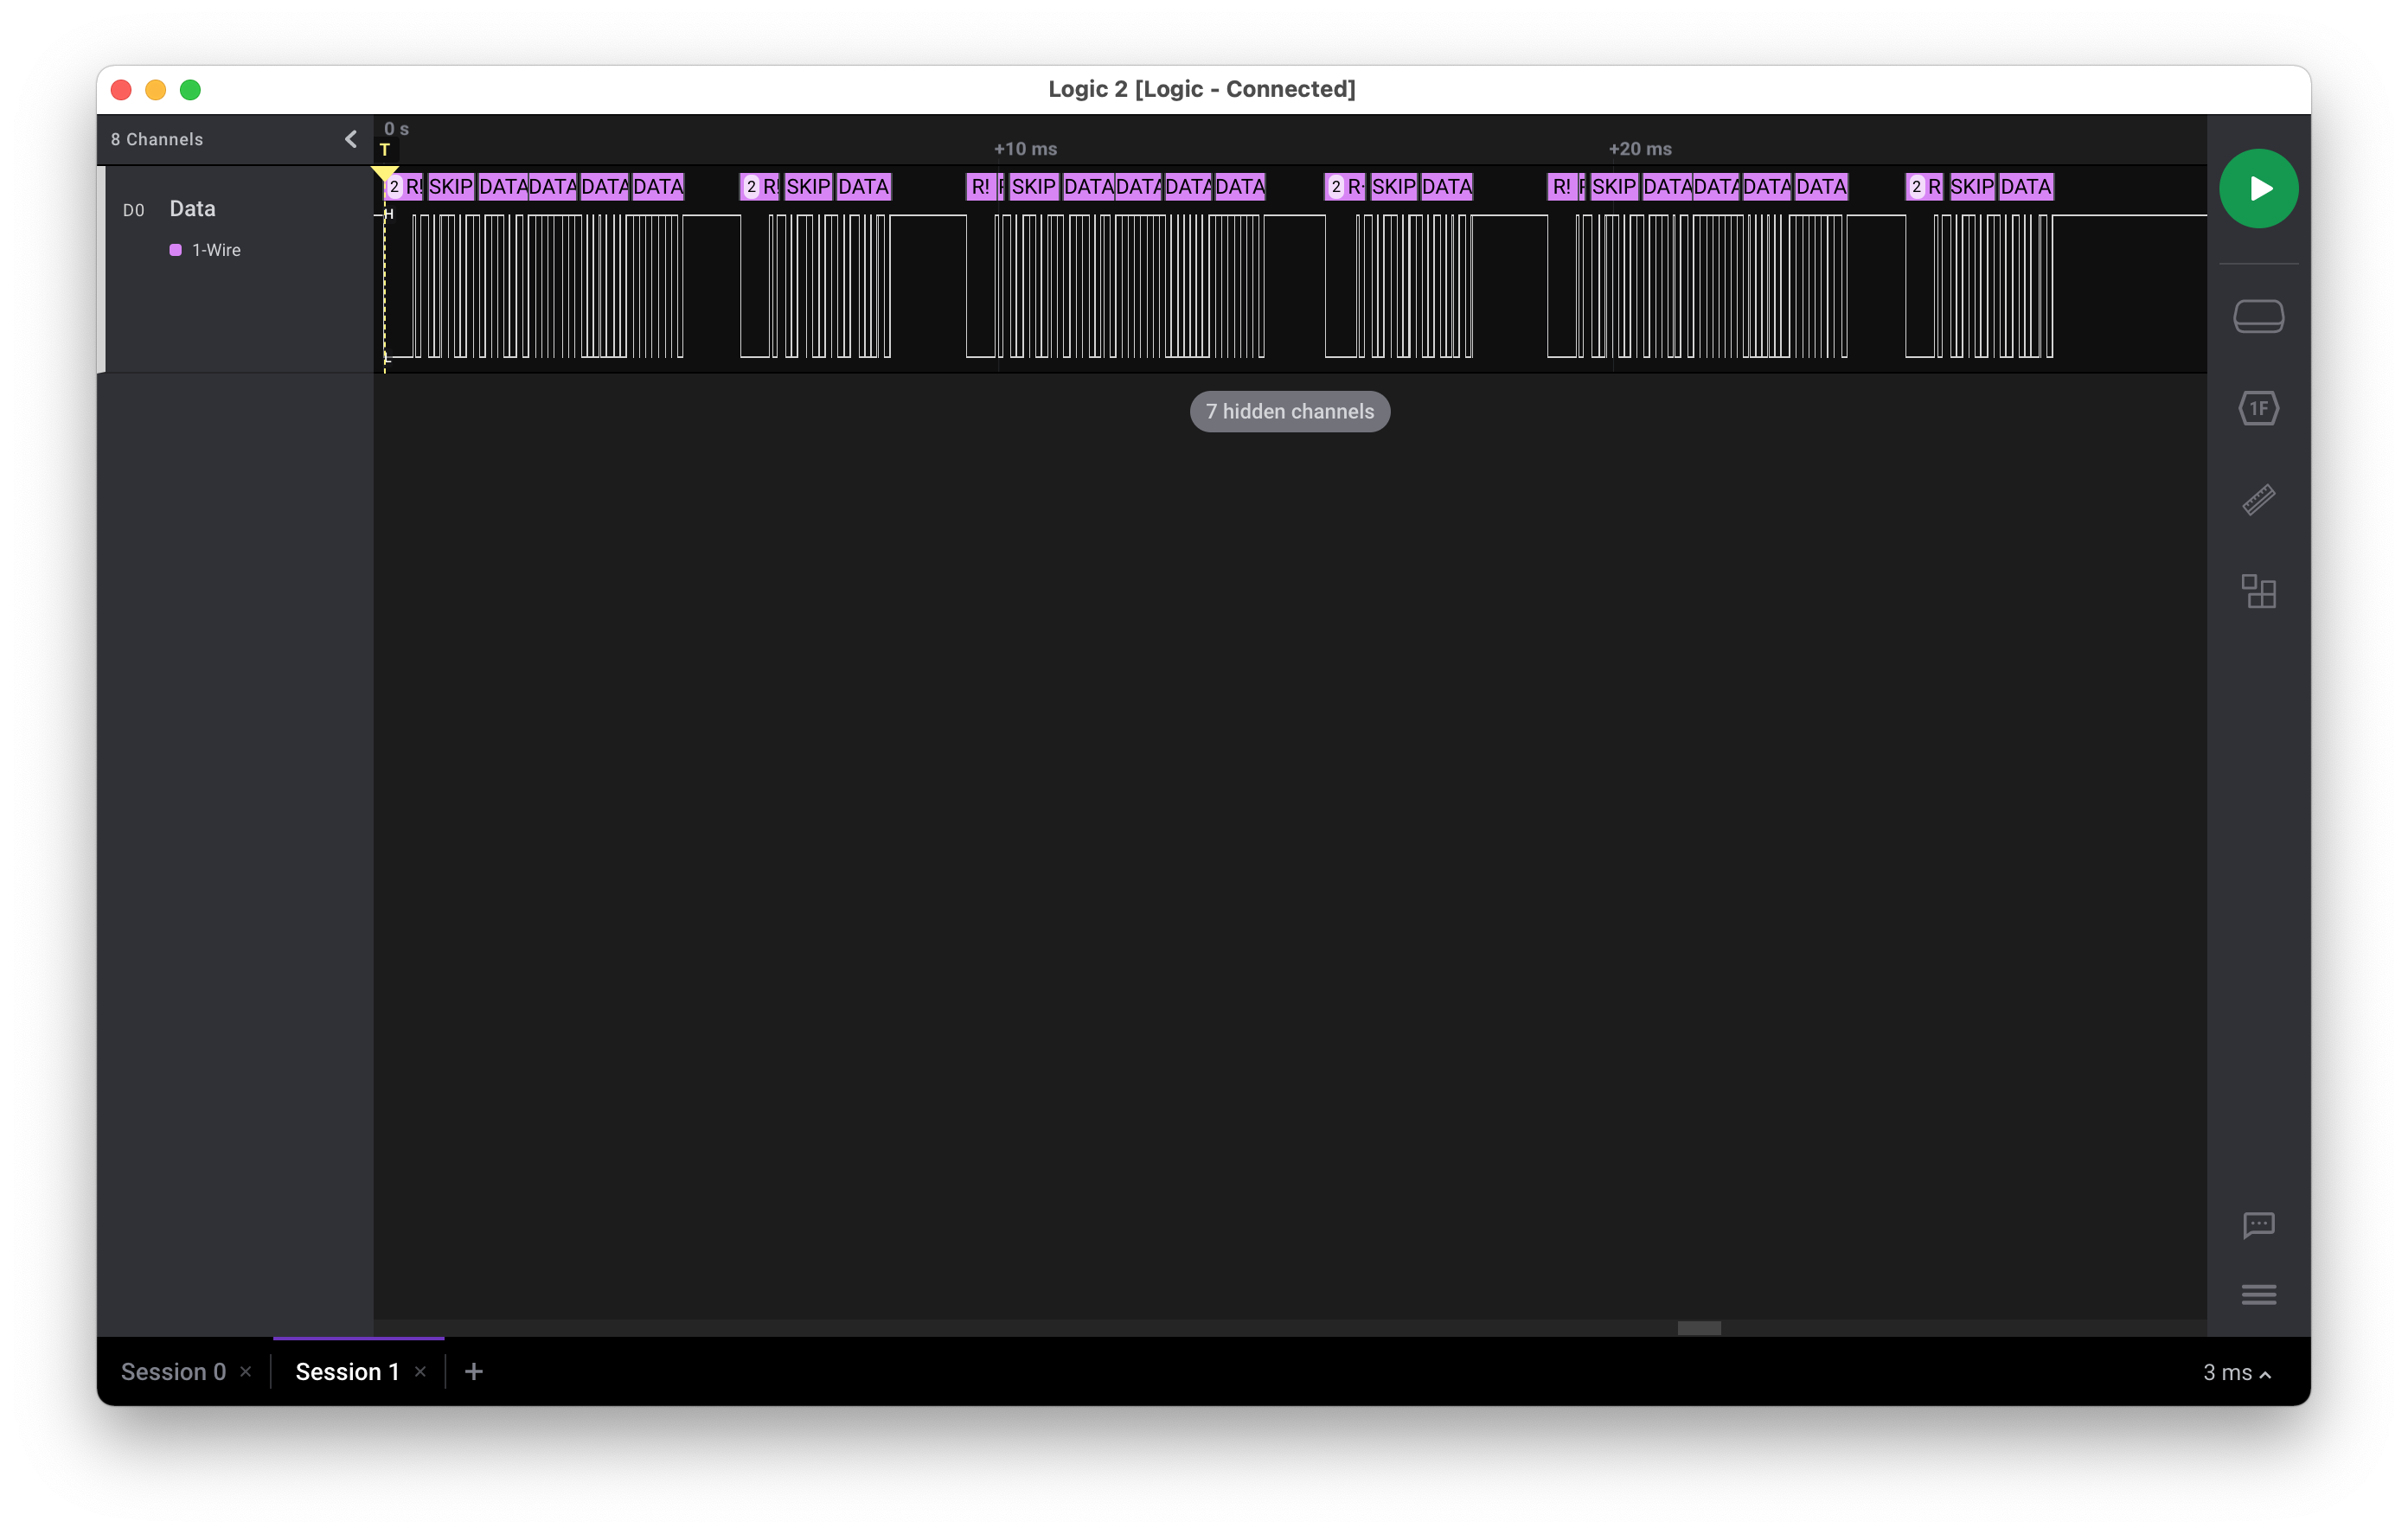 Logic 2 [Logic - Connected]
8 Channels
0 s
T
+10 ms
+20 ms
2 R! SKIP DATA DATA DATA DATA 2 R! SKIP DATA R! SKIP DATA DATA DATA DATA 2 R SKIP DATA R! SKIP DATA DATA DATA DATA 2 R SKIP DATA
D0 Data
H
1-Wire
L
7 hidden channels
1F
Session 0 ×
Session 1 ×
+
3 ms